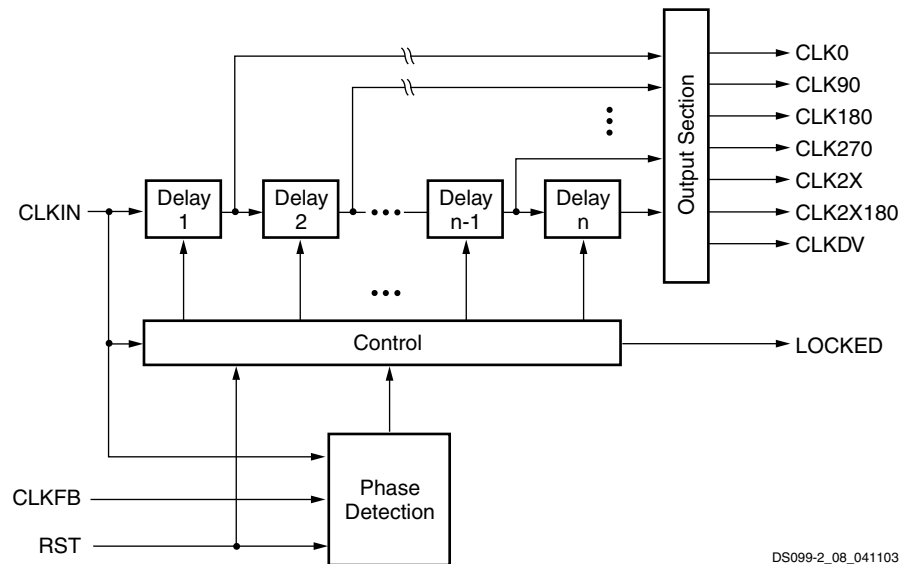 CLK0
CLK90
CLK180
CLK270
CLK2X
CLK2X180
CLKDV
Output Section
CLKIN
Delay
1
Delay
2
Delay
n-1
Delay
n
Control
LOCKED
Phase
Detection
CLKFB
RST
DS099-2_08_041103